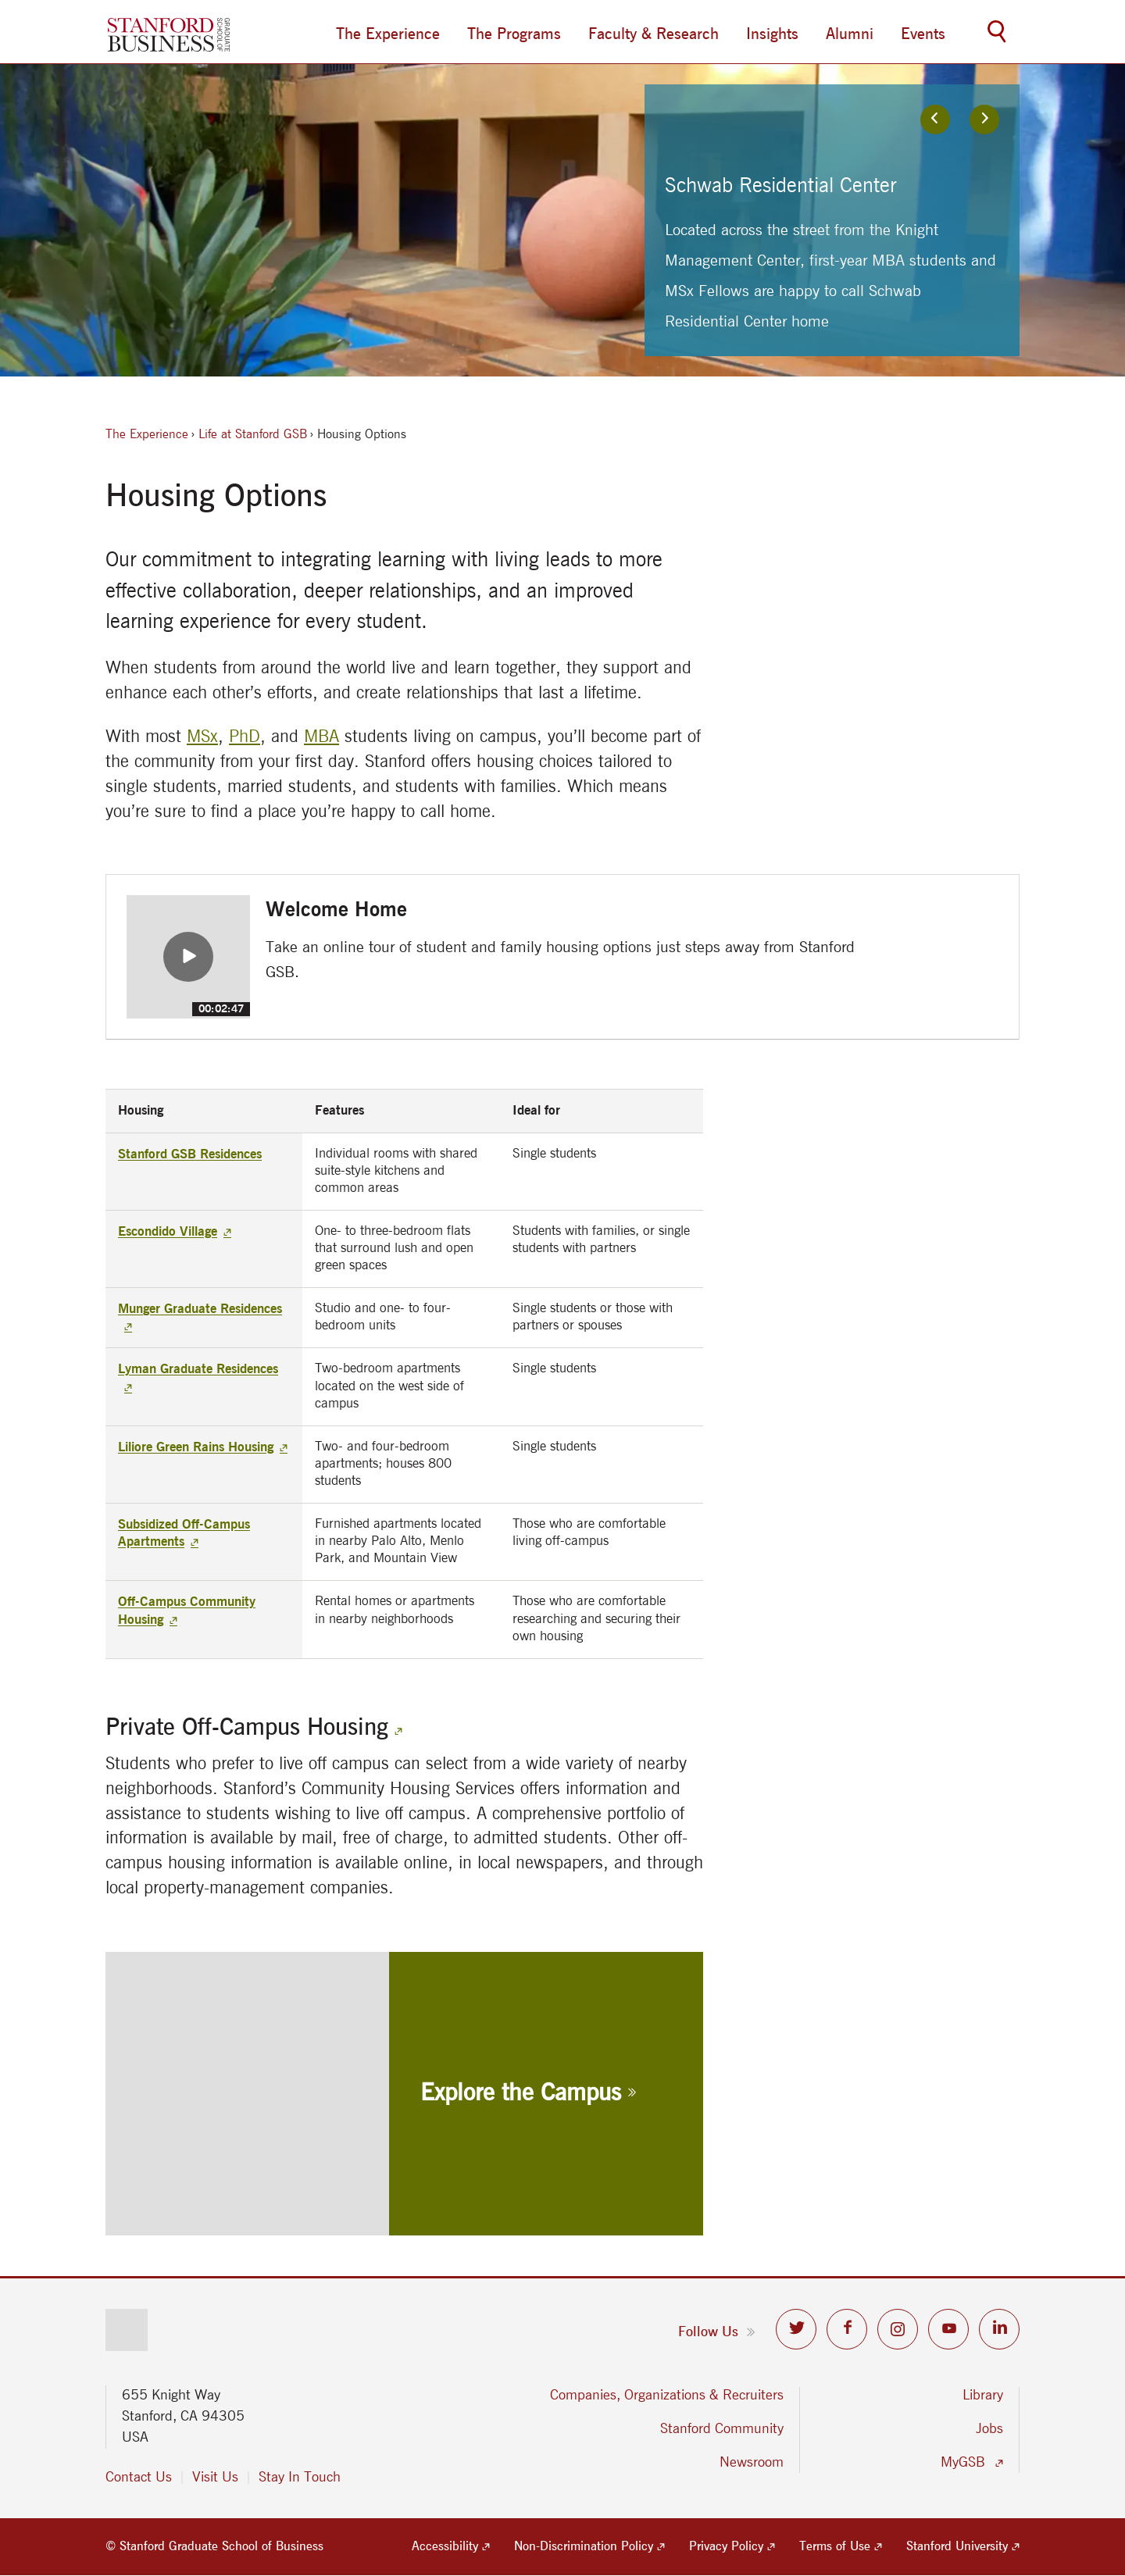 STANFORD
BUSINESS
GRADUATE
SCHOOL OF
The Experience
The Programs
Faculty & Research
Insights
Alumni
Events
Schwab Residential Center
Located across the street from the Knight
Management Center, first-year MBA students and
MSx Fellows are happy to call Schwab
Residential Center home
The Experience › Life at Stanford GSB › Housing Options
Housing Options
Our commitment to integrating learning with living leads to more
effective collaboration, deeper relationships, and an improved
learning experience for every student.
When students from around the world live and learn together, they support and
enhance each other’s efforts, and create relationships that last a lifetime.
With most MSx, PhD, and MBA students living on campus, you’ll become part of
the community from your first day. Stanford offers housing choices tailored to
single students, married students, and students with families. Which means
you’re sure to find a place you’re happy to call home.
00:02:47
Welcome Home
Take an online tour of student and family housing options just steps away from Stanford
GSB.
Housing
Features
Ideal for
Stanford GSB Residences
Individual rooms with shared
suite-style kitchens and
common areas
Single students
Escondido Village
One- to three-bedroom flats
that surround lush and open
green spaces
Students with families, or single
students with partners
Munger Graduate Residences
Studio and one- to four-
bedroom units
Single students or those with
partners or spouses
Lyman Graduate Residences
Two-bedroom apartments
located on the west side of
campus
Single students
Liliore Green Rains Housing
Two- and four-bedroom
apartments; houses 800
students
Single students
Subsidized Off-Campus
Apartments
Furnished apartments located
in nearby Palo Alto, Menlo
Park, and Mountain View
Those who are comfortable
living off-campus
Off-Campus Community
Housing
Rental homes or apartments
in nearby neighborhoods
Those who are comfortable
researching and securing their
own housing
Private Off-Campus Housing
Students who prefer to live off campus can select from a wide variety of nearby
neighborhoods. Stanford’s Community Housing Services offers information and
assistance to students wishing to live off campus. A comprehensive portfolio of
information is available by mail, free of charge, to admitted students. Other off-
campus housing information is available online, in local newspapers, and through
local property-management companies.
Explore the Campus »
Follow Us »
655 Knight Way
Stanford, CA 94305
USA
Contact Us | Visit Us | Stay In Touch
Companies, Organizations & Recruiters
Stanford Community
Newsroom
Library
Jobs
MyGSB
© Stanford Graduate School of Business
Accessibility
Non-Discrimination Policy
Privacy Policy
Terms of Use
Stanford University